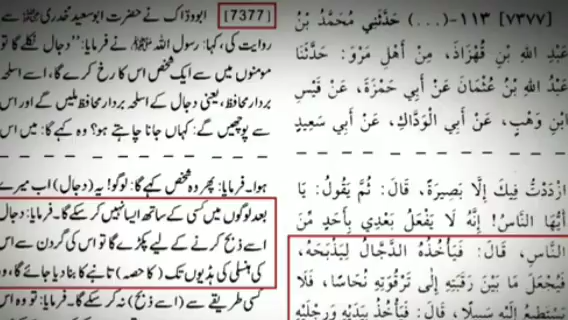 [٧٣٧٧] ١١٣-(...) حَدَّثَنِي مُحَمَّدُ بْنُ
عَبْدِ اللهِ بْنِ قُهْزَاذَ، مِنْ أَهْلِ مَرْوَ: حَدَّثَنَا
عَبْدُ اللهِ بْنُ عُثْمَانَ عَنْ أَبِي حَمْزَةَ، عَنْ قَيْسِ
ابْنِ وَهْبٍ، عَنْ أَبِي الْوَدَّاكِ، عَنْ أَبِي سَعِيدٍ
ازْدَدْتُ فِيكَ إِلَّا بَصِيرَةً، قَالَ: ثُمَّ يَقُولُ: يَا
أَيُّهَا النَّاسُ! إِنَّهُ لَا يَفْعَلُ بَعْدِي بِأَحَدٍ مِّنَ
النَّاسِ، قَالَ: فَيَأْخُذُهُ الدَّجَّالُ لِيَذْبَحَهُ،
فَيُجْعَلَ مَا بَيْنَ رَقَبَتِهِ إِلَى تَرْقُوَتِهِ نُحَاسًا، فَلَا
يَسْتَطِيعُ إِلَيْهِ سَبِيلًا، قَالَ: فَيَأْخُذُ بِيَدَيْهِ وَرِجْلَيْهِ
[7377] ابووداک نے حضرت ابوسعید خدری
روایت کی، کہا: رسول اللہ ﷺ نے فرمایا: ’’دجال نکلے گا تو
مومنوں میں سے ایک شخص اس کا رخ کرے گا، اسے اسلحہ
بردار محافظ، یعنی دجال کے اسلحہ بردار محافظ ملیں گے اور اس
سے پوچھیں گے: کہاں جانا چاہتے ہو؟ وہ کہے گا: میں اس
ہوا۔ فرمایا: پھر وہ شخص کہے گا: لوگو! یہ (دجال) اب میرے
بعد لوگوں میں کسی کے ساتھ ایسا نہیں کر سکے گا۔ فرمایا: دجال
اسے ذبح کرنے کے لیے پکڑے گا تو اس کی گردن سے اس
کی ہنسلی کی ہڈیوں تک (کا حصہ) تانبے کا بنا دیا جائے گا، وہ
کسی طریقے سے (اسے ذبح) نہ کر سکے گا۔ فرمایا: تو وہ اس